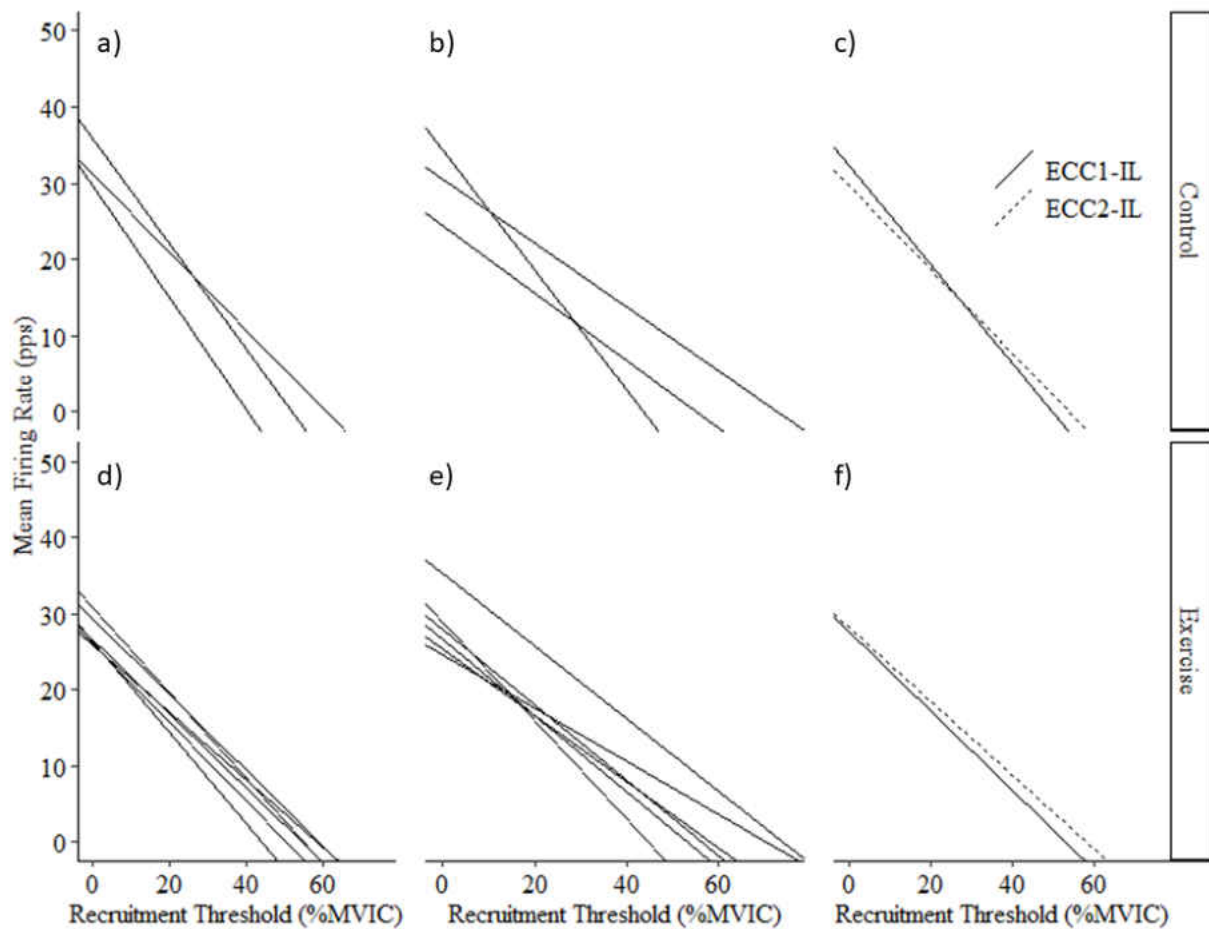 50
40
30
20
10
0
a)
b)
c)
ECC1-IL
ECC2-IL
Control
Mean Firing Rate (pps)
50
40
30
20
10
0
d)
e)
f)
Exercise
0 20 40 60
0 20 40 60
0 20 40 60
Recruitment Threshold (%MVIC)
Recruitment Threshold (%MVIC)
Recruitment Threshold (%MVIC)